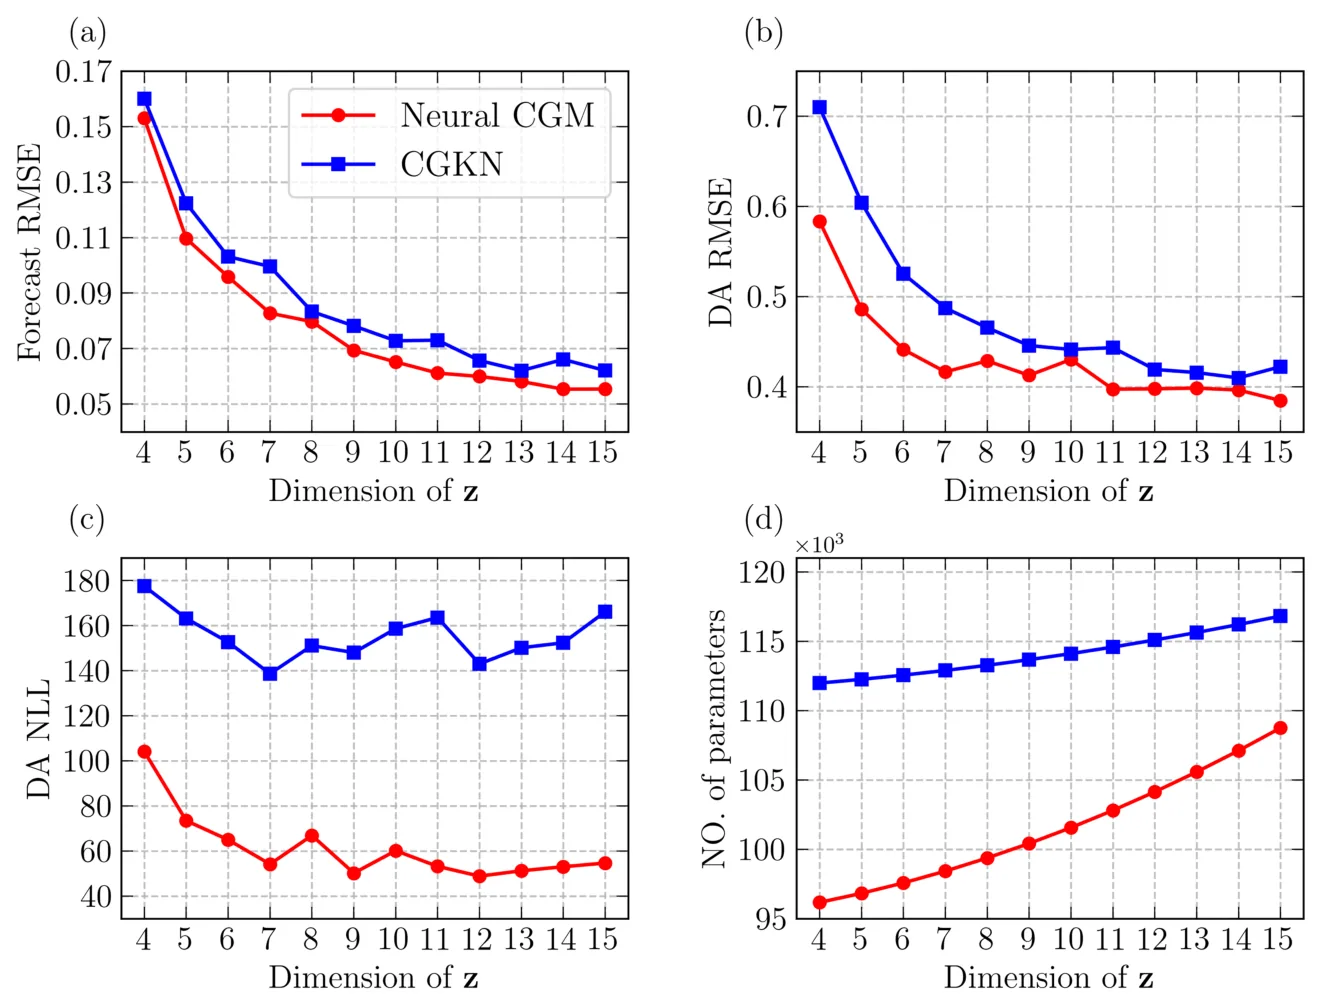 (a)
0.17
0.15
0.13
0.11
0.09
0.07
0.05
Forecast RMSE
Neural CGM
CGKN
4 5 6 7 8 9 10 11 12 13 14 15
Dimension of z
(b)
0.7
0.6
0.5
0.4
DA RMSE
4 5 6 7 8 9 10 11 12 13 14 15
Dimension of z
(c)
180
160
140
120
100
80
60
40
DA NLL
4 5 6 7 8 9 10 11 12 13 14 15
Dimension of z
(d)
×10³
120
115
110
105
100
95
NO. of parameters
4 5 6 7 8 9 10 11 12 13 14 15
Dimension of z